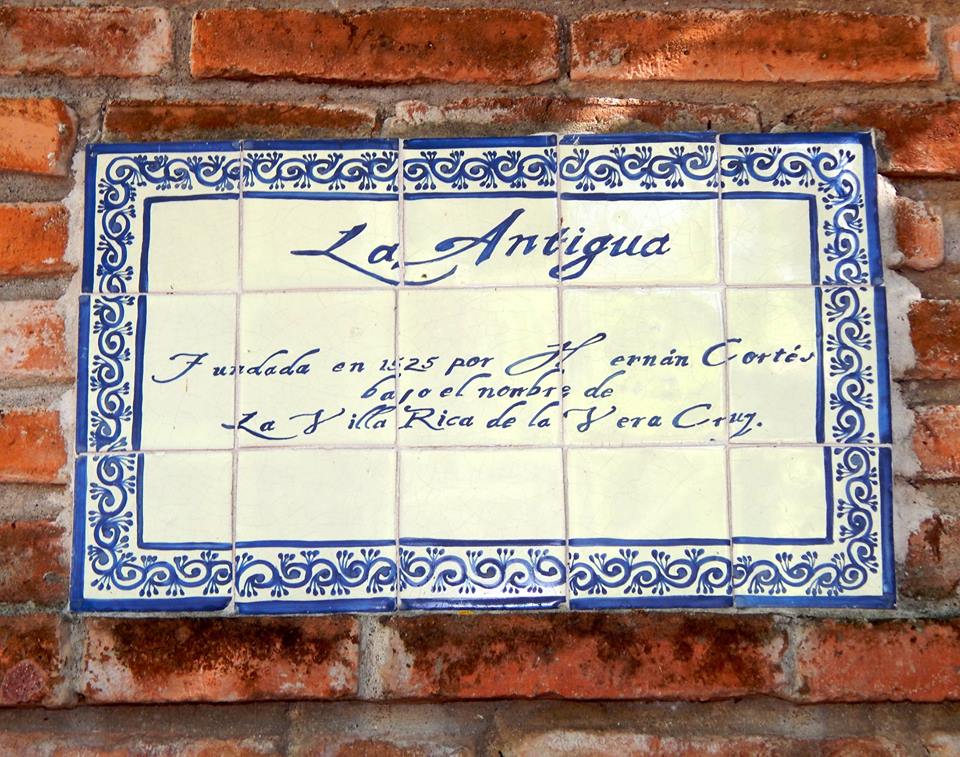 La Antigua
Fundada en 1525 por Hernán Cortés
bajo el nombre de
La Villa Rica de la Vera Cruz.